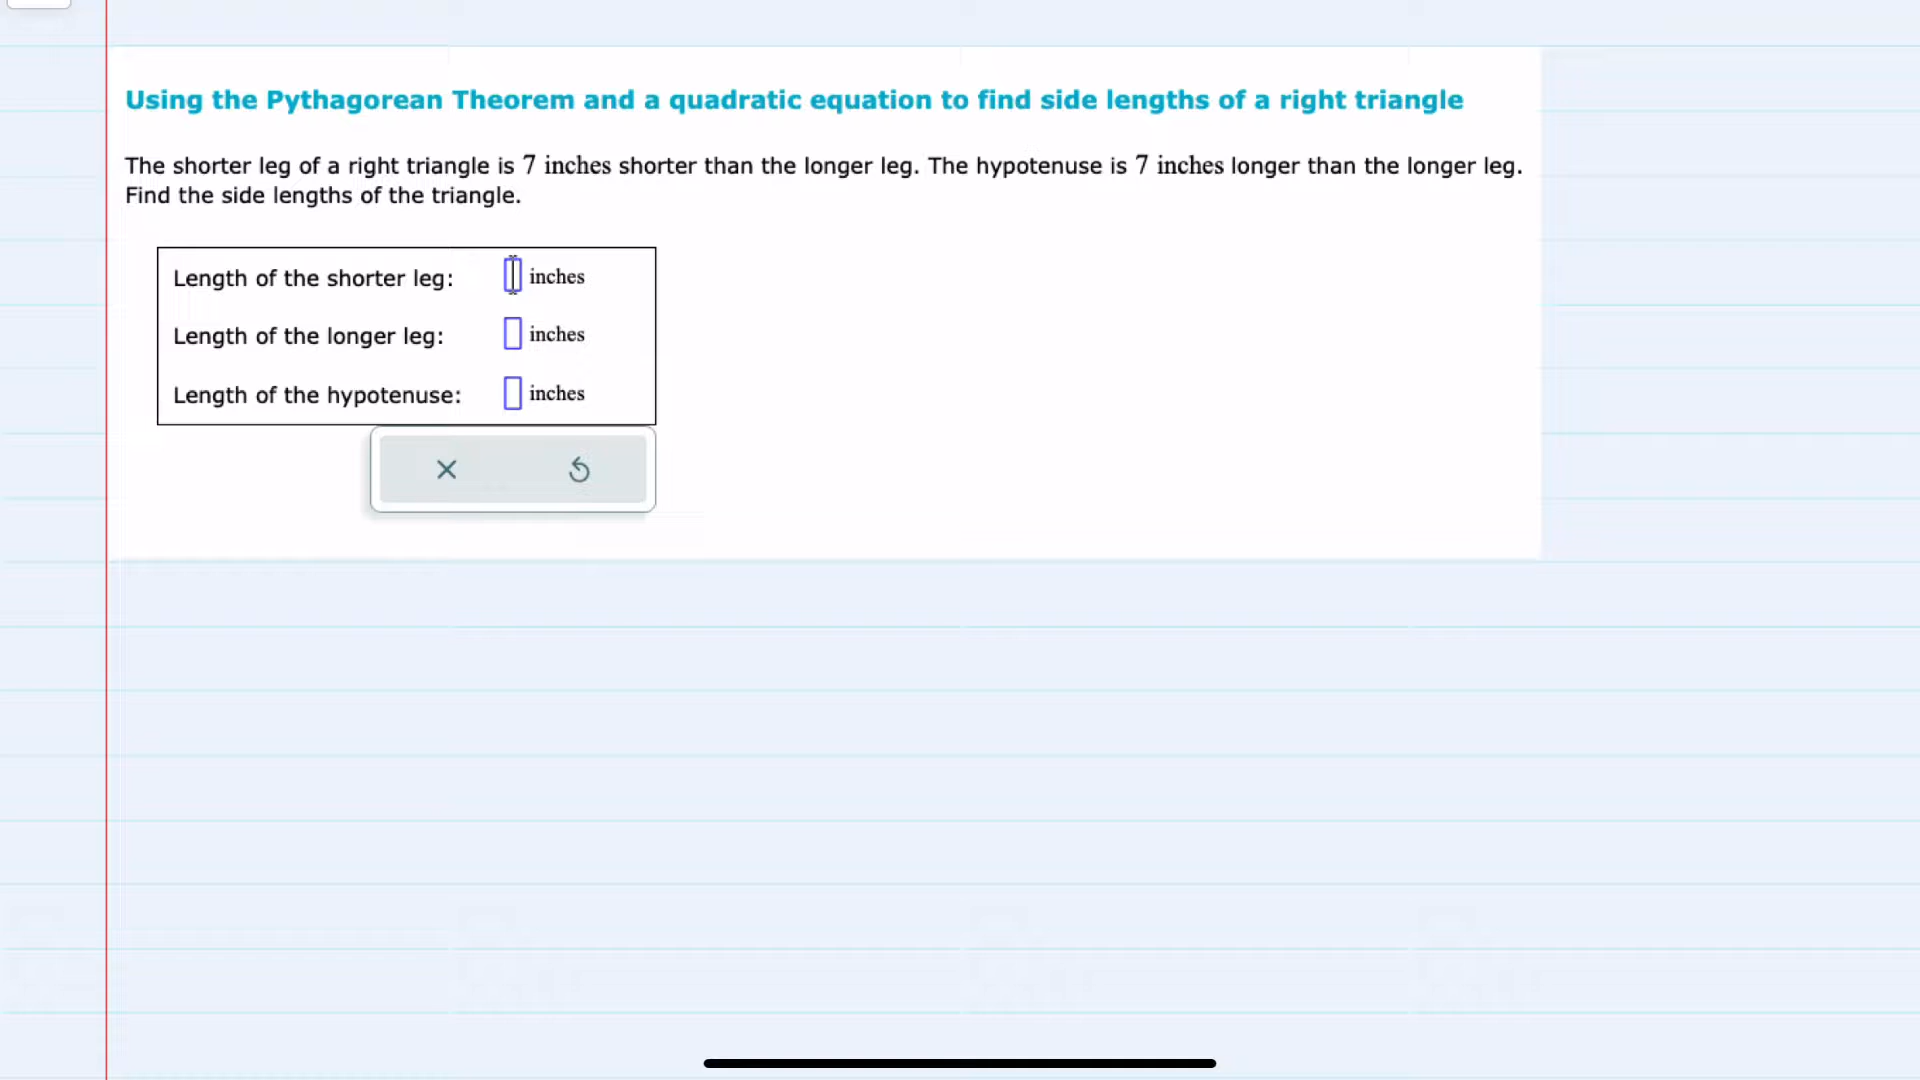 Using the Pythagorean Theorem and a quadratic equation to find side lengths of a right triangle
The shorter leg of a right triangle is 7 inches shorter than the longer leg. The hypotenuse is 7 inches longer than the longer leg.
Find the side lengths of the triangle.
Length of the shorter leg: inches
Length of the longer leg: inches
Length of the hypotenuse: inches